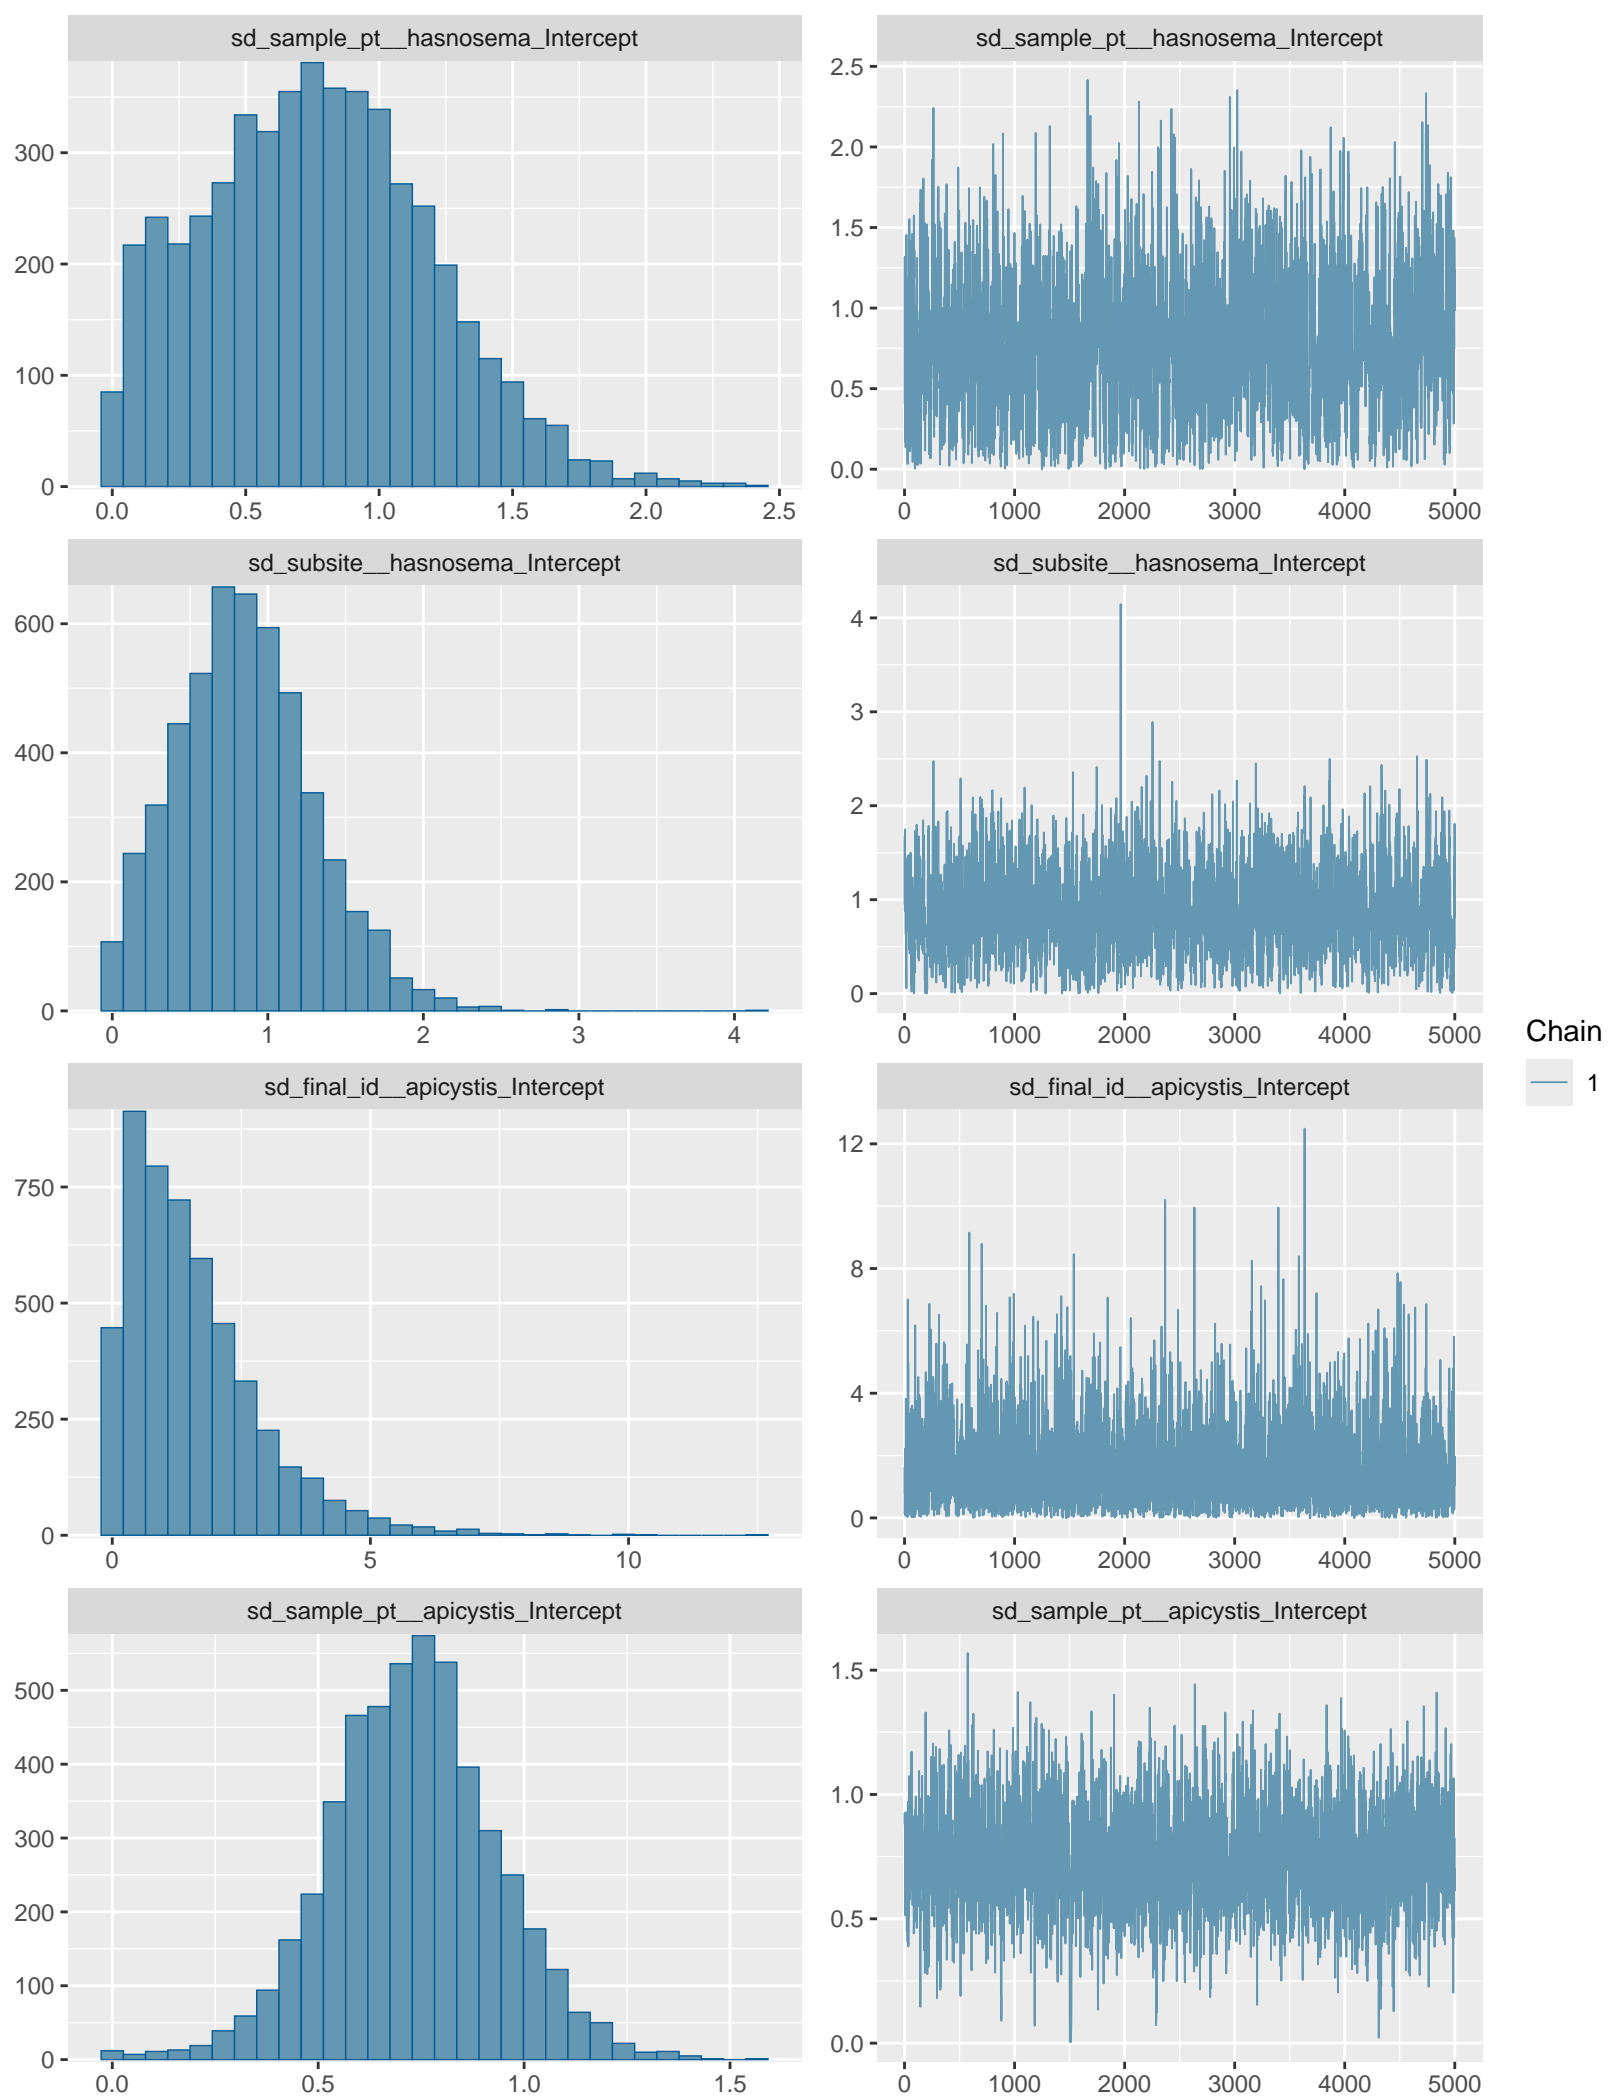 sd_sample_pt__hasnosema_Intercept
300
200
100
0
0.0 0.5 1.0 1.5 2.0 2.5
sd_sample_pt__hasnosema_Intercept
2.5
2.0
1.5
1.0
0.5
0.0
0 1000 2000 3000 4000 5000
sd_subsite__hasnosema_Intercept
600
400
200
0
0 1 2 3 4
sd_subsite__hasnosema_Intercept
4
3
2
1
0
0 1000 2000 3000 4000 5000
sd_final_id__apicystis_Intercept
750
500
250
0
0 5 10
sd_final_id__apicystis_Intercept
12
8
4
0
0 1000 2000 3000 4000 5000
sd_sample_pt__apicystis_Intercept
500
400
300
200
100
0
0.0 0.5 1.0 1.5
sd_sample_pt__apicystis_Intercept
1.5
1.0
0.5
0.0
0 1000 2000 3000 4000 5000
Chain
1